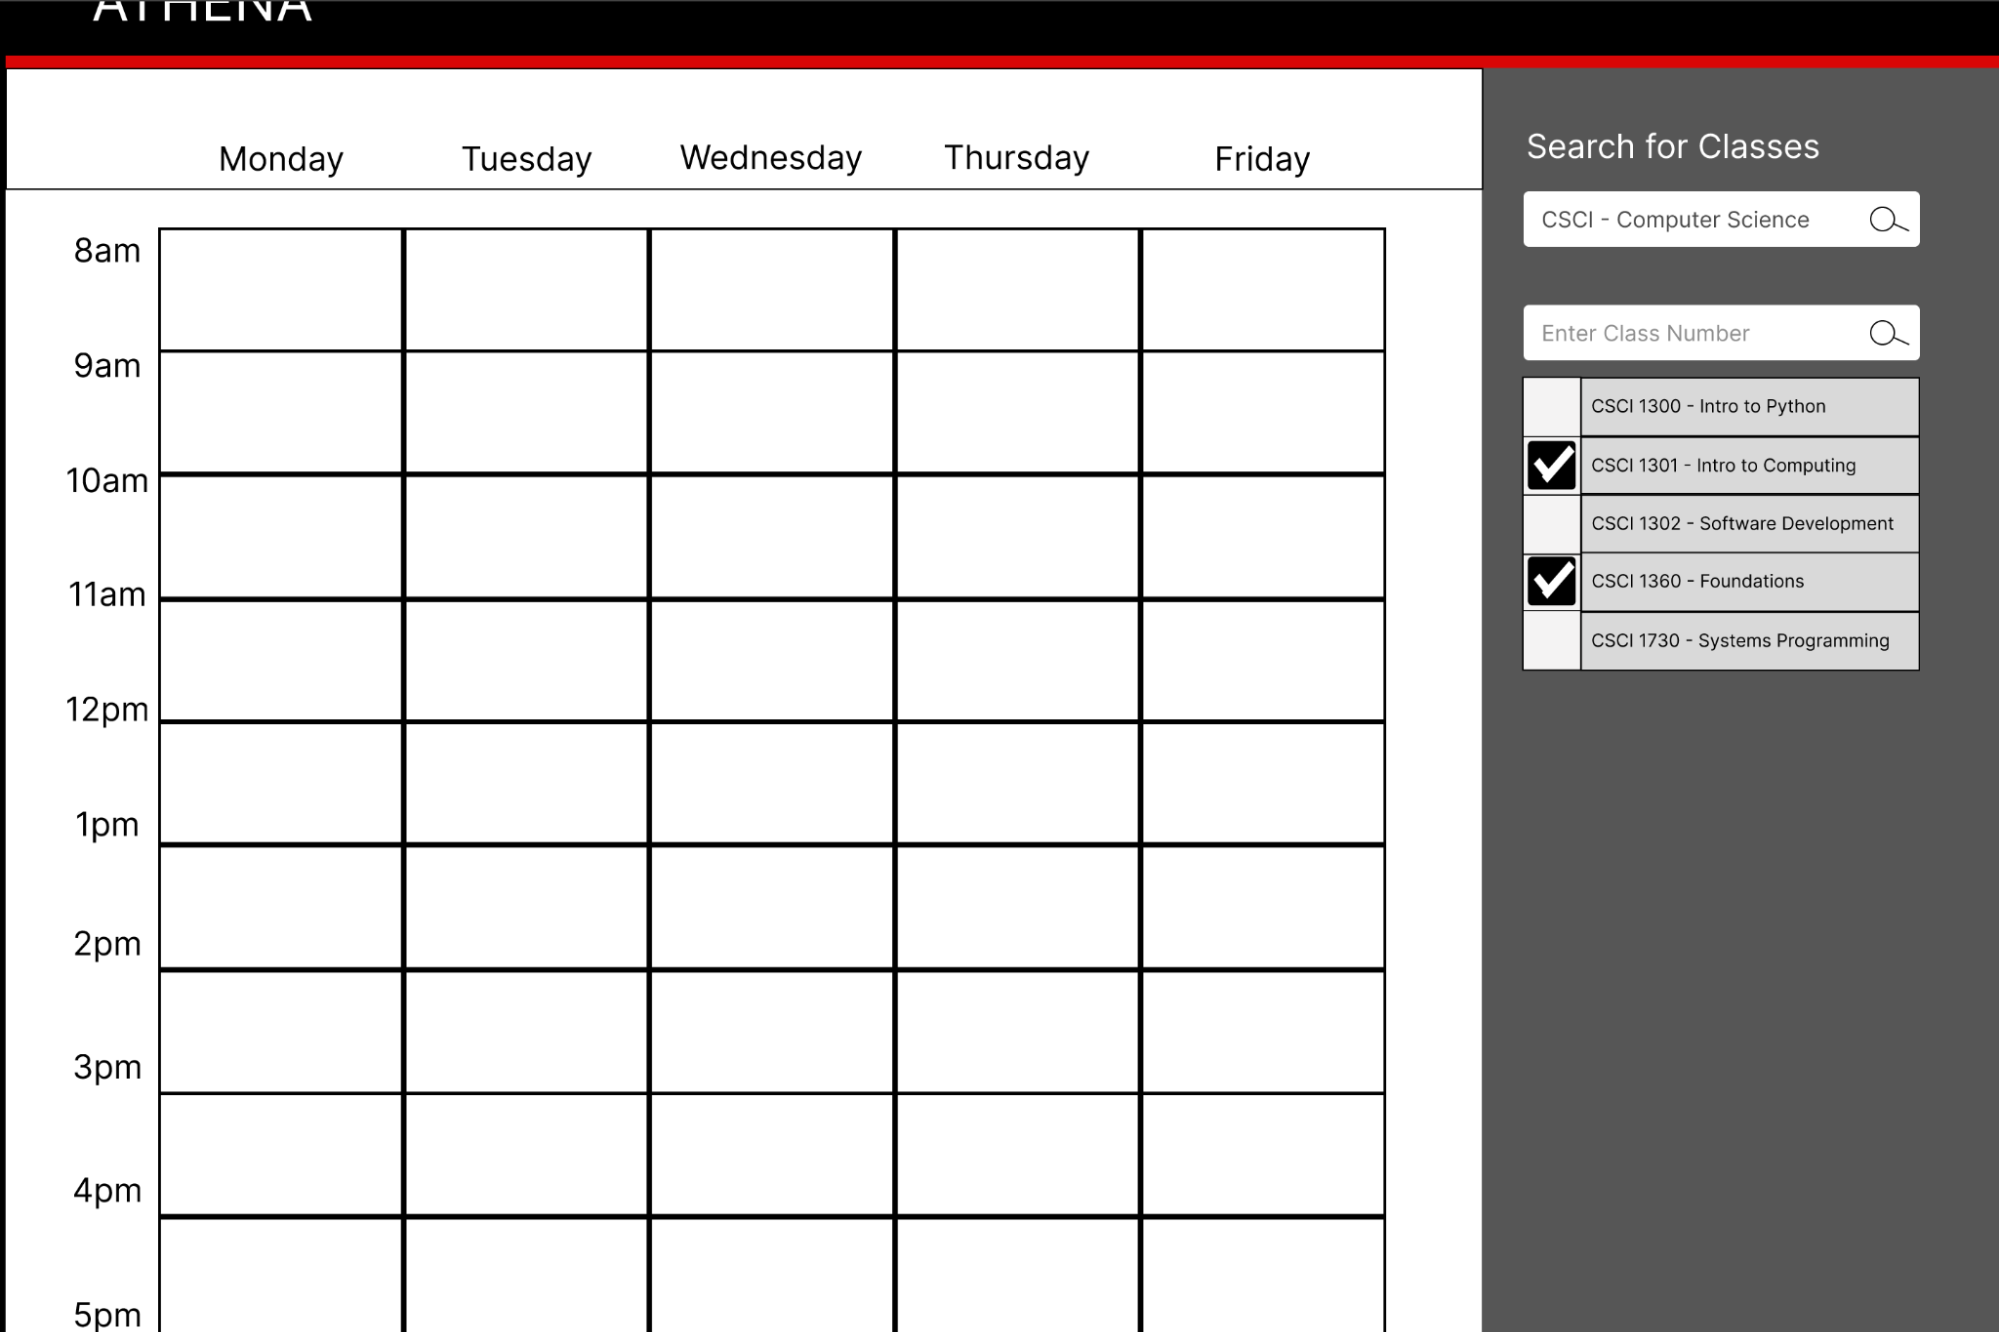 ATHENA
Monday Tuesday Wednesday Thursday Friday
8am
9am
10am
11am
12pm
1pm
2pm
3pm
4pm
5pm
Search for Classes
CSCI - Computer Science
Enter Class Number
CSCI 1300 - Intro to Python
CSCI 1301 - Intro to Computing
CSCI 1302 - Software Development
CSCI 1360 - Foundations
CSCI 1730 - Systems Programming